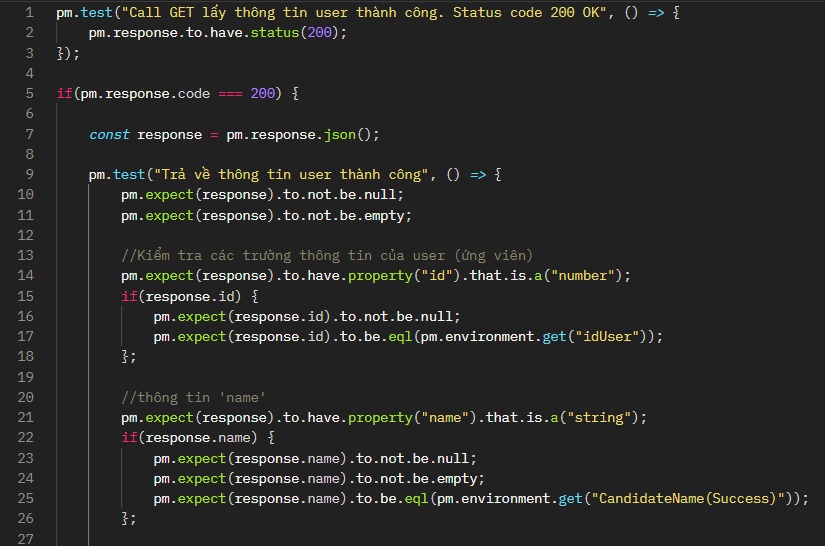 1 pm.test("Call GET lấy thông tin user thành công. Status code 200 OK", () => {
2 pm.response.to.have.status(200);
3 });
4
5 if(pm.response.code === 200) {
6
7 const response = pm.response.json();
8
9 pm.test("Trả về thông tin user thành công", () => {
10 pm.expect(response).to.not.be.null;
11 pm.expect(response).to.not.be.empty;
12
13 //Kiểm tra các trường thông tin của user (ứng viên)
14 pm.expect(response).to.have.property("id").that.is.a("number");
15 if(response.id) {
16 pm.expect(response.id).to.not.be.null;
17 pm.expect(response.id).to.be.eql(pm.environment.get("idUser"));
18 };
19
20 //thông tin 'name'
21 pm.expect(response).to.have.property("name").that.is.a("string");
22 if(response.name) {
23 pm.expect(response.name).to.not.be.null;
24 pm.expect(response.name).to.not.be.empty;
25 pm.expect(response.name).to.be.eql(pm.environment.get("CandidateName(Success)"));
26 };
27